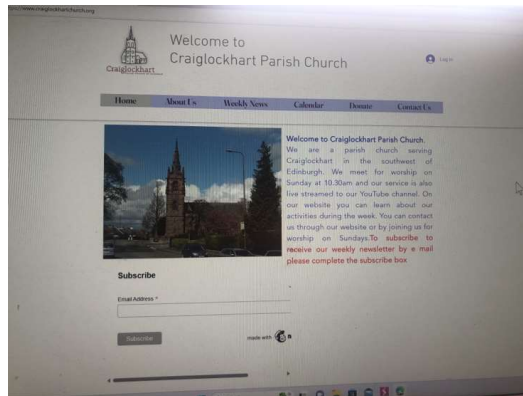 www.craiglockhartchurch.org
Welcome to
Craiglockhart Parish Church
Craiglockhart
Log In
Home About Us Weekly News Calendar Donate Contact Us
Welcome to Craiglockhart Parish Church.
We are a parish church serving
Craiglockhart in the southwest of
Edinburgh. We meet for worship on
Sunday at 10.30am and our service is also
live streamed to our YouTube channel. On
our website you can learn about our
activities during the week. You can contact
us through our website or by joining us for
worship on Sundays.To subscribe to
receive our weekly newsletter by e mail
please complete the subscribe box
Subscribe
Email Address *
Subscribe
made with